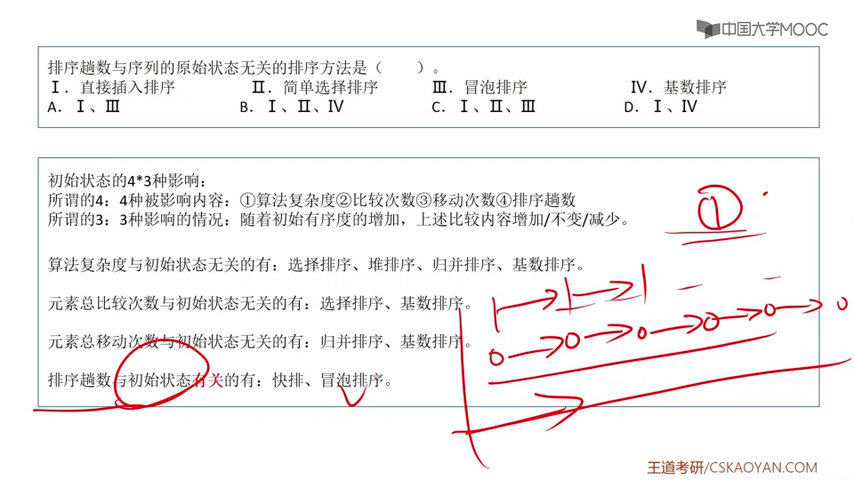 中国大学MOOC
排序趟数与序列的原始状态无关的排序方法是（　　）。
Ⅰ．直接插入排序　　Ⅱ．简单选择排序　　Ⅲ．冒泡排序　　Ⅳ．基数排序
A．Ⅰ、Ⅲ　　B．Ⅰ、Ⅱ、Ⅳ　　C．Ⅰ、Ⅱ、Ⅲ　　D．Ⅰ、Ⅳ
初始状态的4*3种影响：
所谓的4：4种被影响内容：①算法复杂度②比较次数③移动次数④排序趟数
所谓的3：3种影响的情况：随着初始有序度的增加，上述比较内容增加/不变/减少。
①
算法复杂度与初始状态无关的有：选择排序、堆排序、归并排序、基数排序。
元素总比较次数与初始状态无关的有：选择排序、基数排序。
元素总移动次数与初始状态无关的有：归并排序、基数排序。
排序趟数与初始状态有关的有：快排、冒泡排序。
王道考研/CSKAOYAN.COM